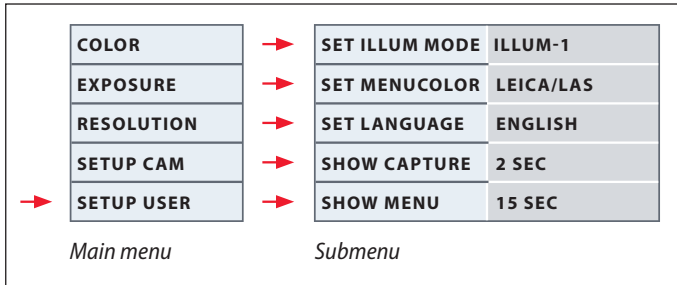 COLOR SET ILLUM MODE ILLUM-1
EXPOSURE SET MENUCOLOR LEICA/LAS
RESOLUTION SET LANGUAGE ENGLISH
SETUP CAM SHOW CAPTURE 2 SEC
SETUP USER SHOW MENU 15 SEC
Main menu Submenu